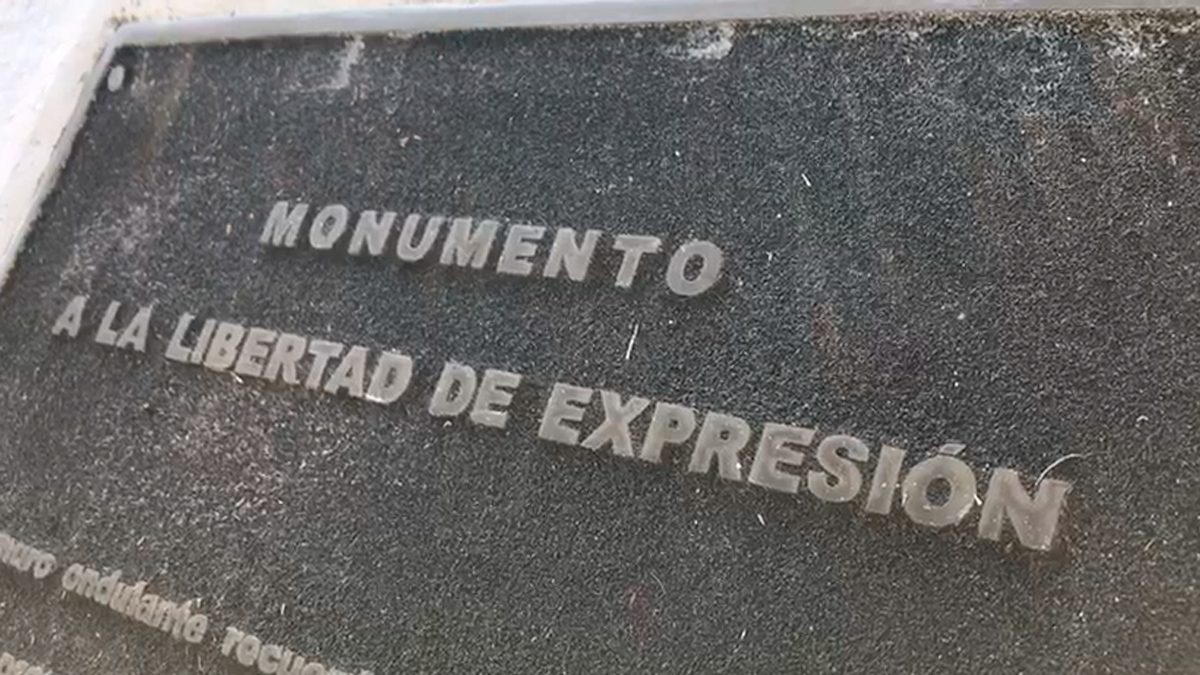 MONUMENTO
A LA LIBERTAD DE EXPRESIÓN
muro ondulante